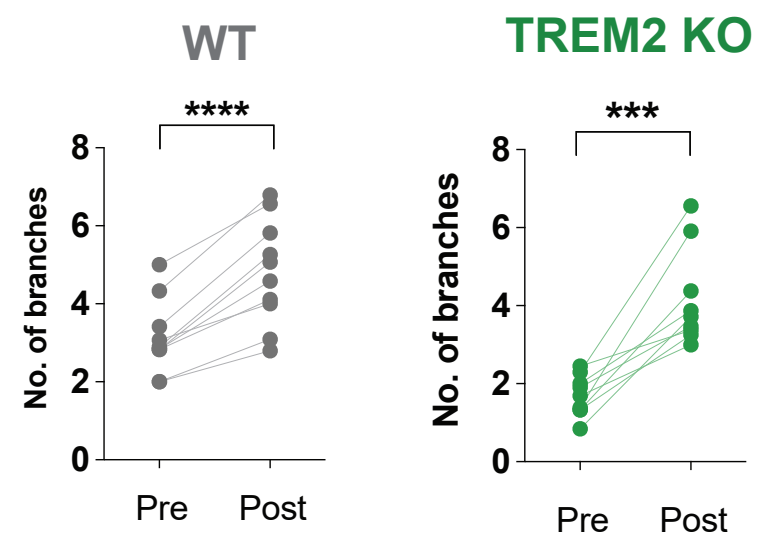 WT
****
No. of branches
8
6
4
2
0
Pre Post
TREM2 KO
***
No. of branches
8
6
4
2
0
Pre Post